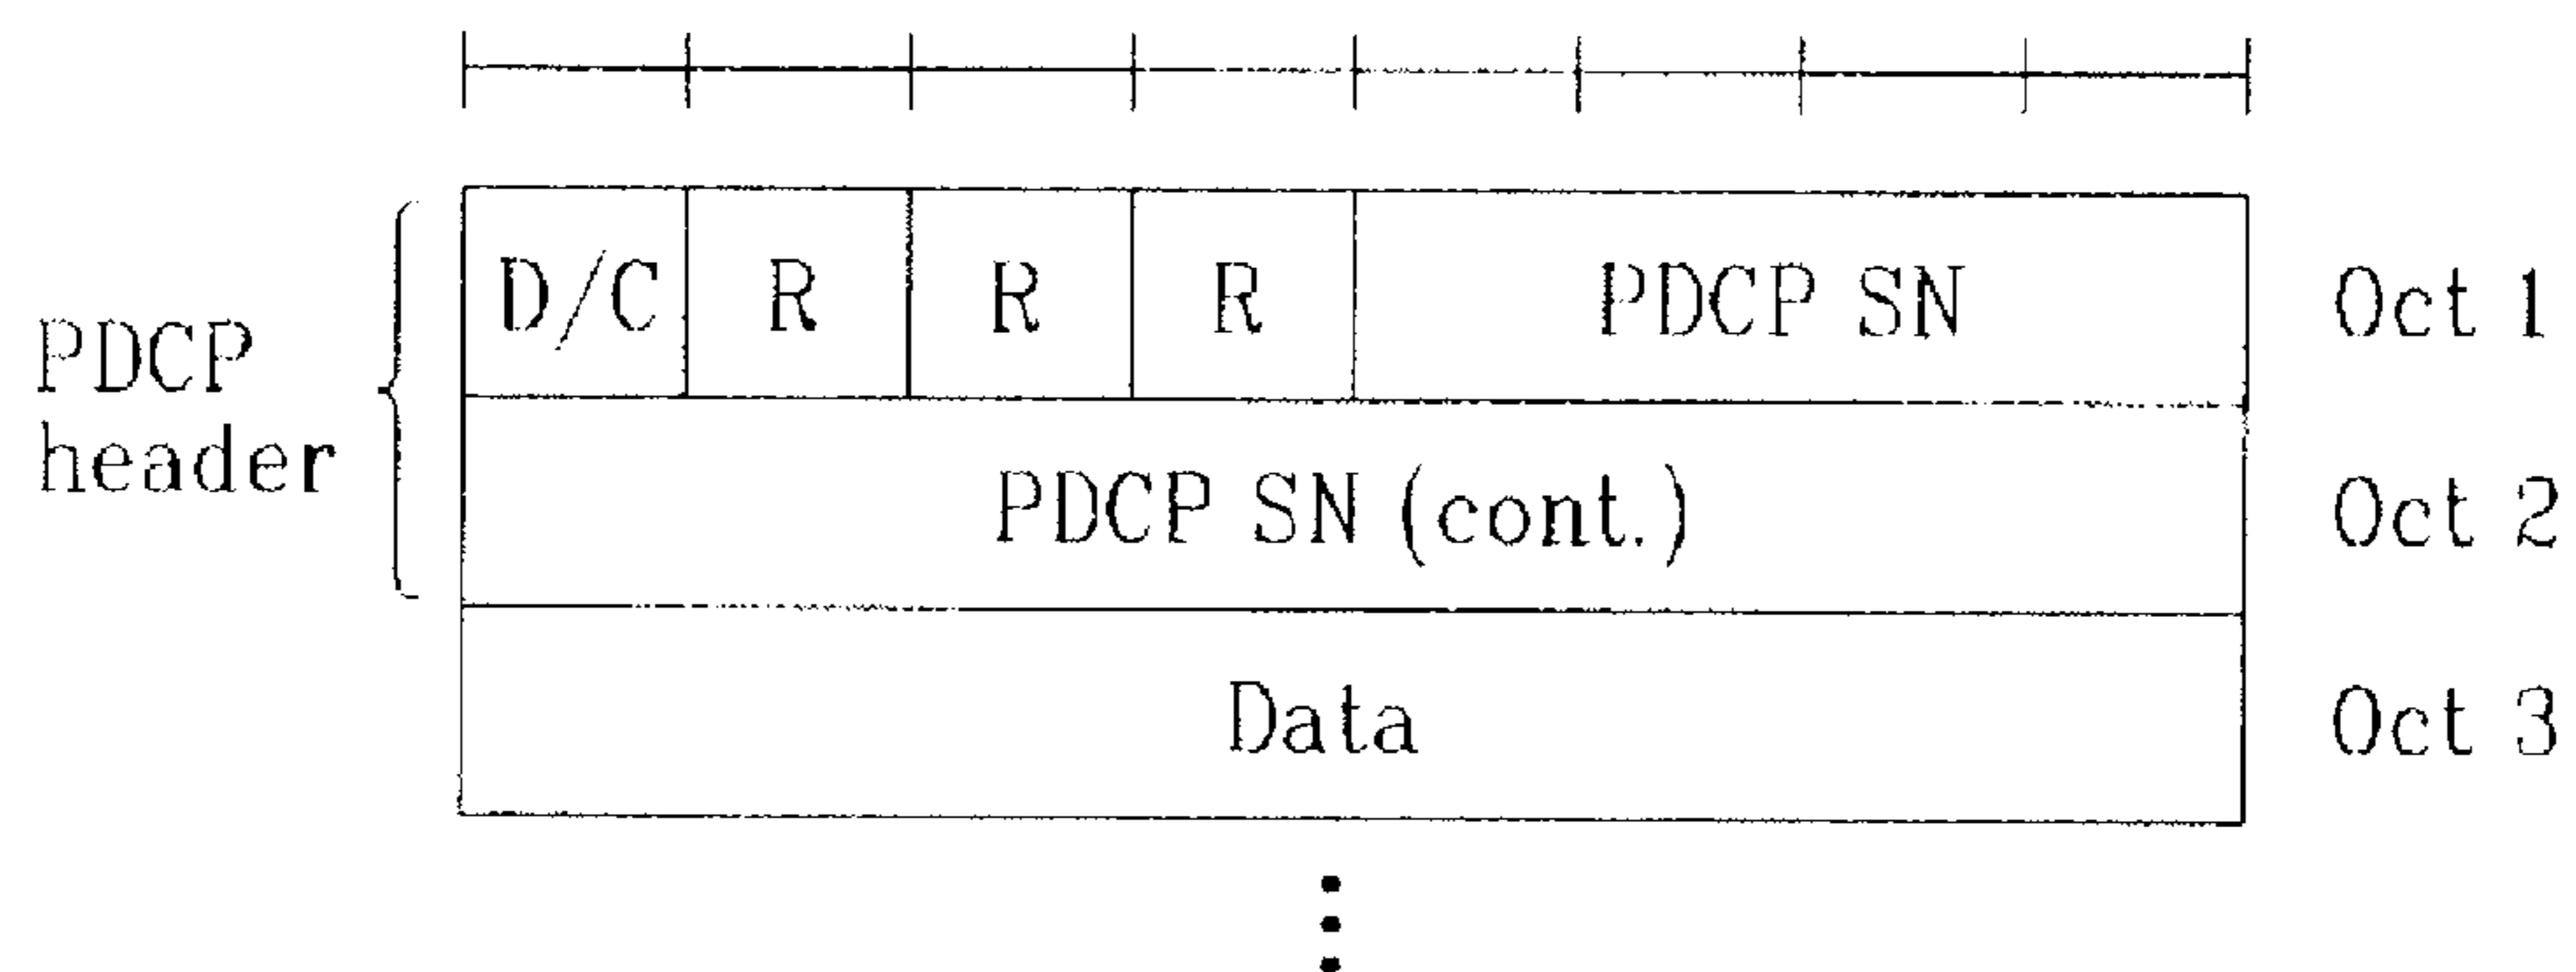 D/C R R R PDCP SN Oct 1
PDCP
header
PDCP SN (cont.) Oct 2
Data Oct 3